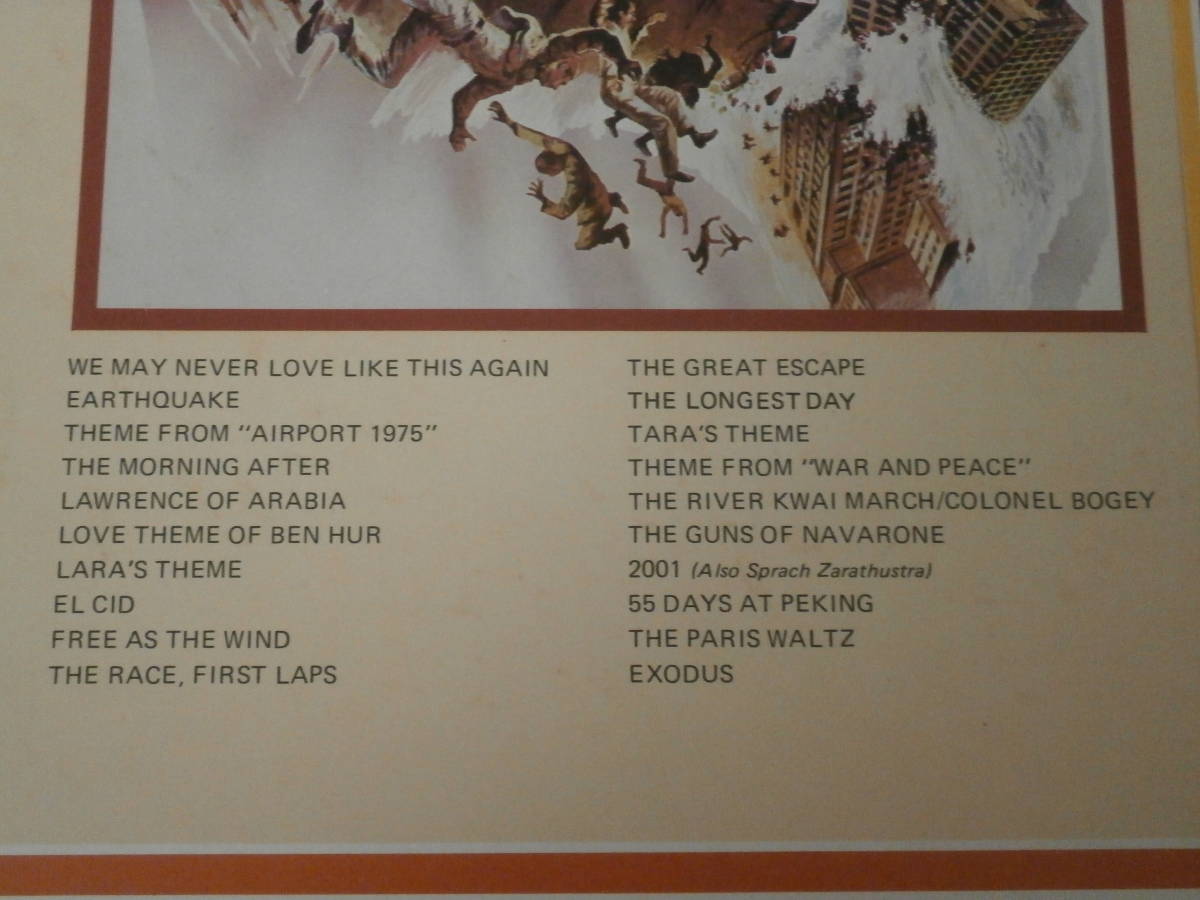 WE MAY NEVER LOVE LIKE THIS AGAIN
EARTHQUAKE
THEME FROM "AIRPORT 1975"
THE MORNING AFTER
LAWRENCE OF ARABIA
LOVE THEME OF BEN HUR
LARA'S THEME
EL CID
FREE AS THE WIND
THE RACE, FIRST LAPS
THE GREAT ESCAPE
THE LONGEST DAY
TARA'S THEME
THEME FROM "WAR AND PEACE"
THE RIVER KWAI MARCH/COLONEL BOGEY
THE GUNS OF NAVARONE
2001 (Also Sprach Zarathustra)
55 DAYS AT PEKING
THE PARIS WALTZ
EXODUS